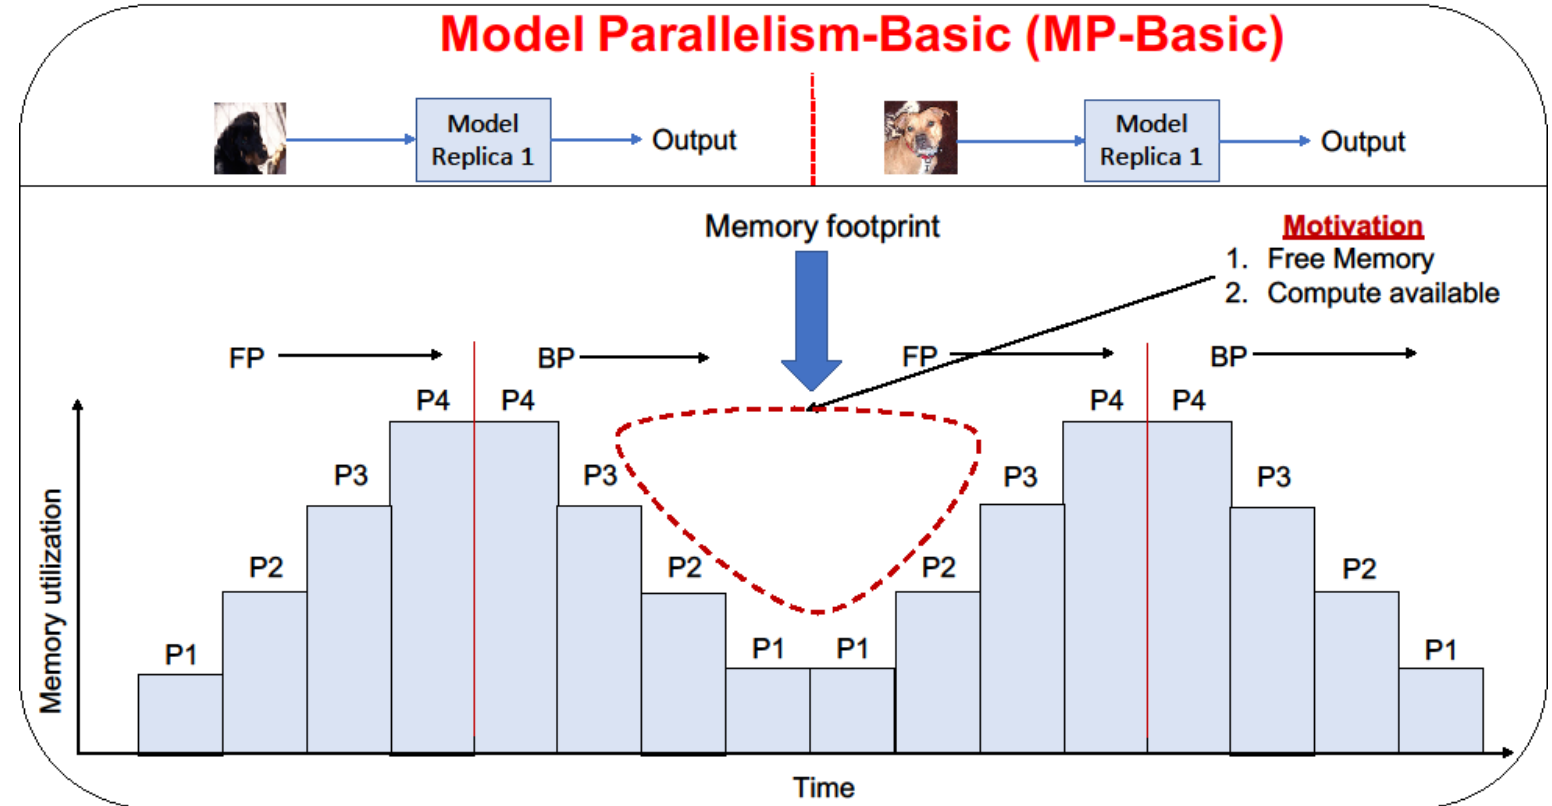 Model Parallelism-Basic (MP-Basic)
Model
Replica 1
Output
Model
Replica 1
Output
Memory footprint
Motivation
1. Free Memory
2. Compute available
FP
BP
FP
BP
P4
P4
P4
P4
P3
P3
P3
P3
P2
P2
P2
P2
P1
P1
P1
P1
Memory utilization
Time